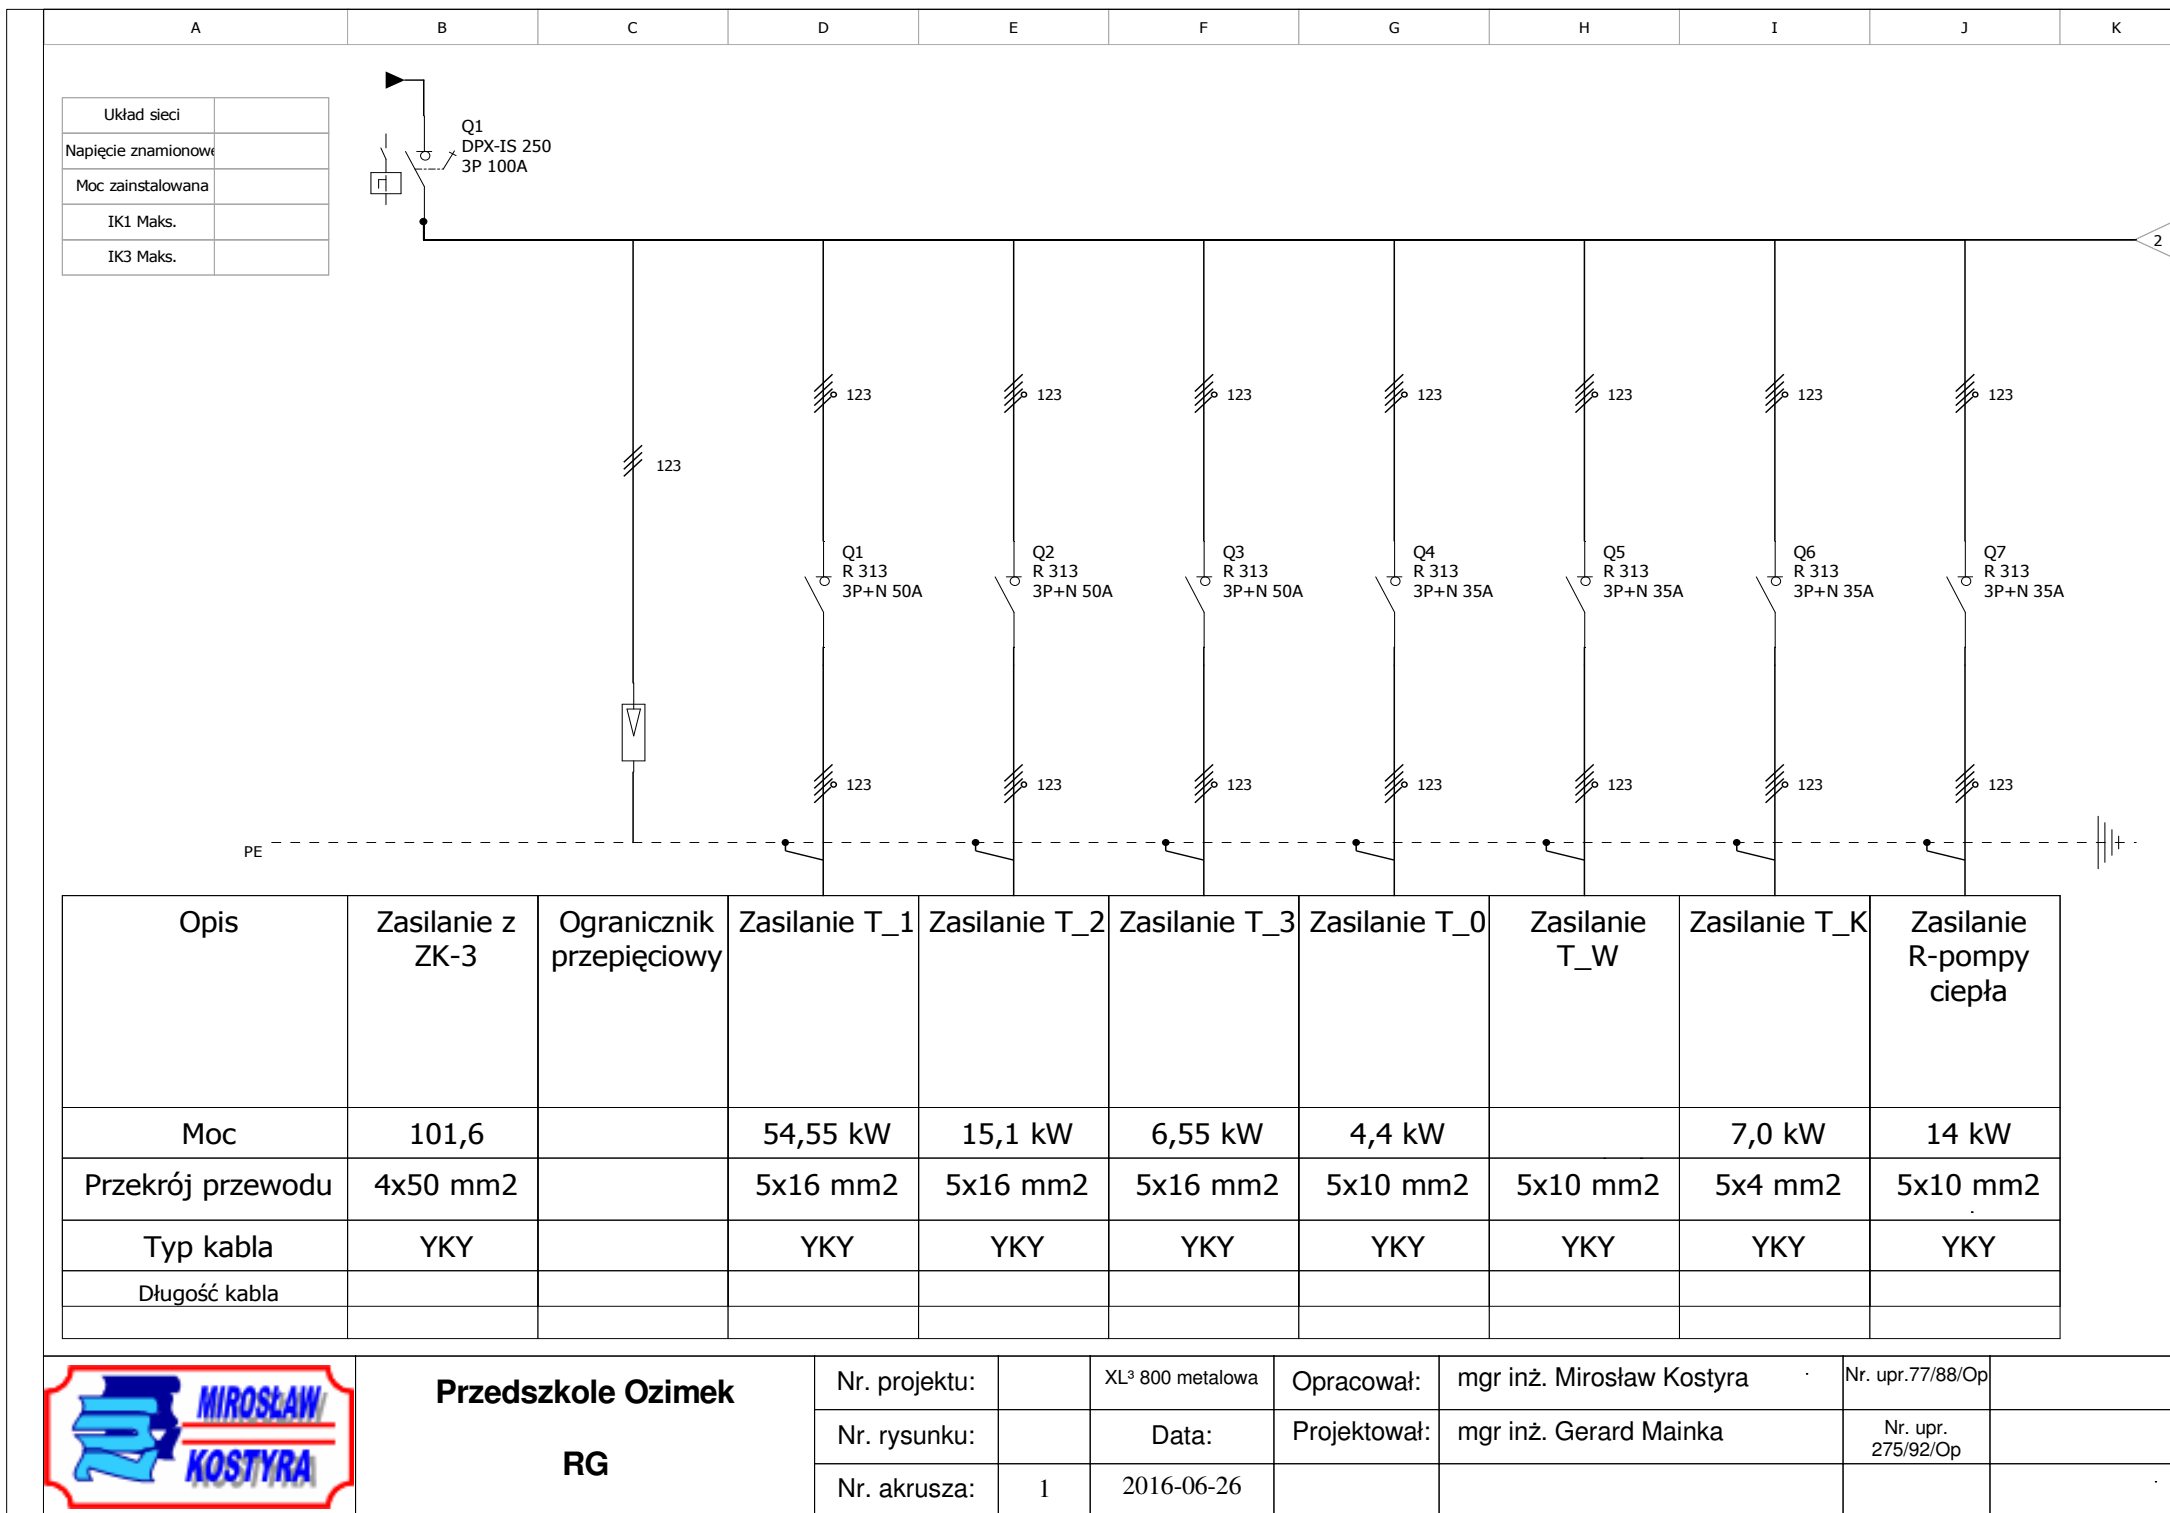 A B C D E F G H I J K
Układ sieci
Napięcie znamionowe
Moc zainstalowana
IK1 Maks.
IK3 Maks.
Q1
DPX-IS 250
3P 100A
2
123 123 123 123 123 123 123
123
Q1
R 313
3P+N 50A
Q2
R 313
3P+N 50A
Q3
R 313
3P+N 50A
Q4
R 313
3P+N 35A
Q5
R 313
3P+N 35A
Q6
R 313
3P+N 35A
Q7
R 313
3P+N 35A
123 123 123 123 123 123 123
PE
Opis
Zasilanie z
ZK-3
Ogranicznik
przepięciowy
Zasilanie T_1
Zasilanie T_2
Zasilanie T_3
Zasilanie T_0
Zasilanie
T_W
Zasilanie T_K
Zasilanie
R-pompy
ciepła
Moc 101,6 54,55 kW 15,1 kW 6,55 kW 4,4 kW 7,0 kW 14 kW
Przekrój przewodu 4x50 mm2 5x16 mm2 5x16 mm2 5x16 mm2 5x10 mm2 5x10 mm2 5x4 mm2 5x10 mm2
Typ kabla YKY YKY YKY YKY YKY YKY YKY YKY
Długość kabla
MIROSŁAW
KOSTYRA
Przedszkole Ozimek
RG
Nr. projektu: XL³ 800 metalowa Opracował: mgr inż. Mirosław Kostyra Nr. upr.77/88/Op
Nr. rysunku: Data: Projektował: mgr inż. Gerard Mainka Nr. upr.
275/92/Op
Nr. akrusza: 1 2016-06-26